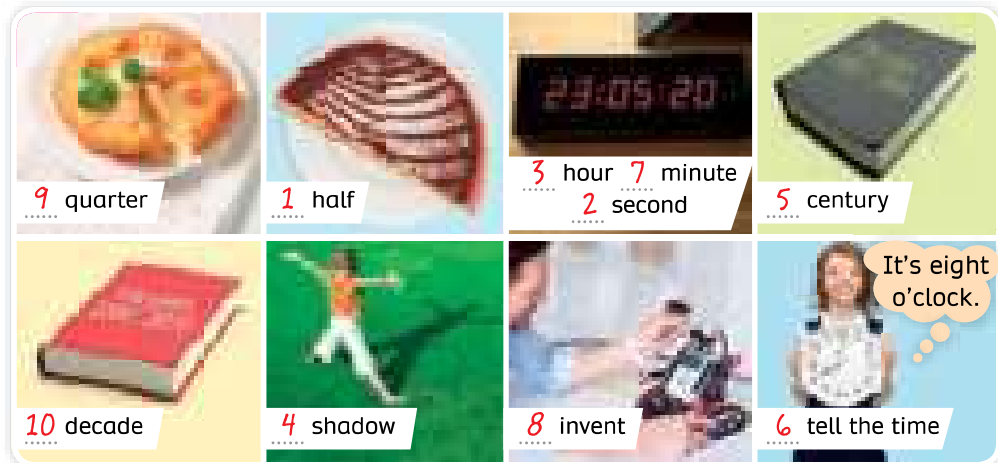 9 quarter
1 half
23:05:20
3 hour 7 minute
2 second
5 century
10 decade
4 shadow
8 invent
It's eight
o'clock.
6 tell the time